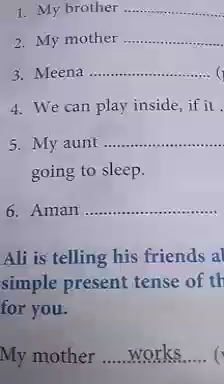 1. My brother ....................
2. My mother ....................
3. Meena .............................. (
4. We can play inside, if it .
5. My aunt ..............................
going to sleep.
6. Aman ................................
Ali is telling his friends
simple present tense of
for you.
My mother .....works..... (